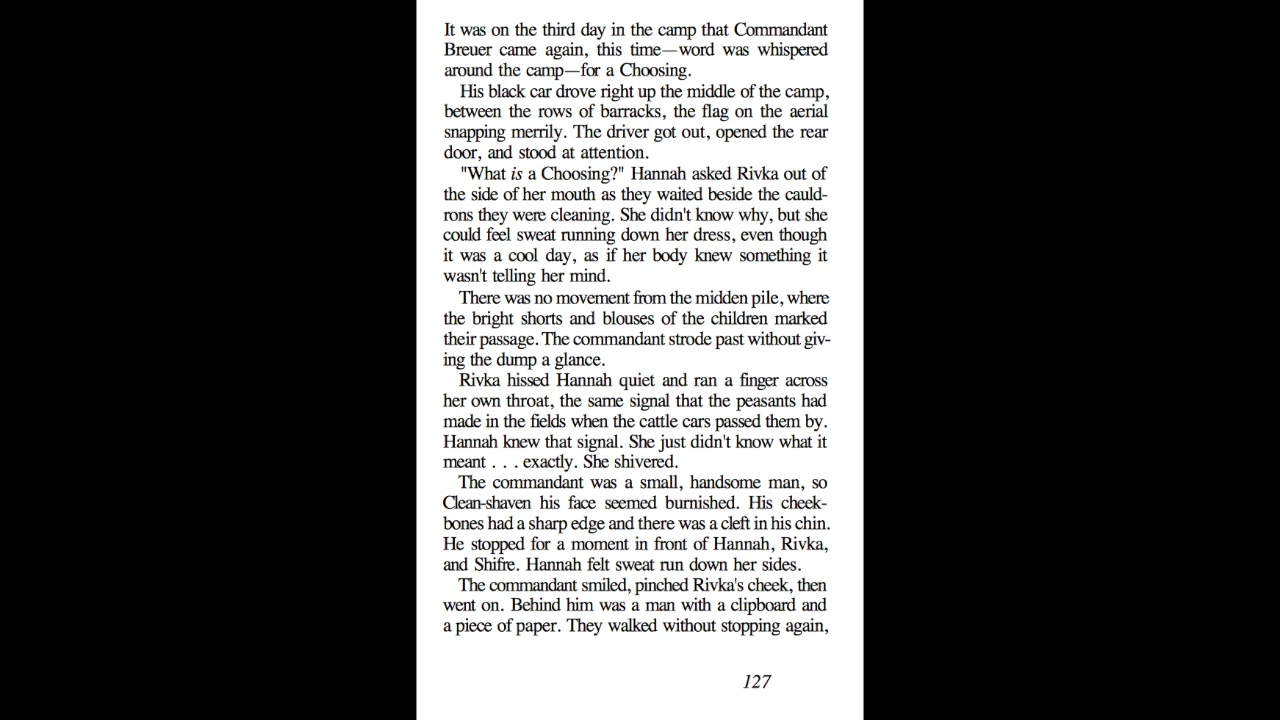 It was on the third day in the camp that Commandant
Breuer came again, this time—word was whispered
around the camp—for a Choosing.
His black car drove right up the middle of the camp,
between the rows of barracks, the flag on the aerial
snapping merrily. The driver got out, opened the rear
door, and stood at attention.
"What is a Choosing?" Hannah asked Rivka out of
the side of her mouth as they waited beside the cauld-
rons they were cleaning. She didn't know why, but she
could feel sweat running down her dress, even though
it was a cool day, as if her body knew something it
wasn't telling her mind.
There was no movement from the midden pile, where
the bright shorts and blouses of the children marked
their passage. The commandant strode past without giv-
ing the dump a glance.
Rivka hissed Hannah quiet and ran a finger across
her own throat, the same signal that the peasants had
made in the fields when the cattle cars passed them by.
Hannah knew that signal. She just didn't know what it
meant . . . exactly. She shivered.
The commandant was a small, handsome man, so
Clean-shaven his face seemed burnished. His cheek-
bones had a sharp edge and there was a cleft in his chin.
He stopped for a moment in front of Hannah, Rivka,
and Shifre. Hannah felt sweat run down her sides.
The commandant smiled, pinched Rivka's cheek, then
went on. Behind him was a man with a clipboard and
a piece of paper. They walked without stopping again,
127